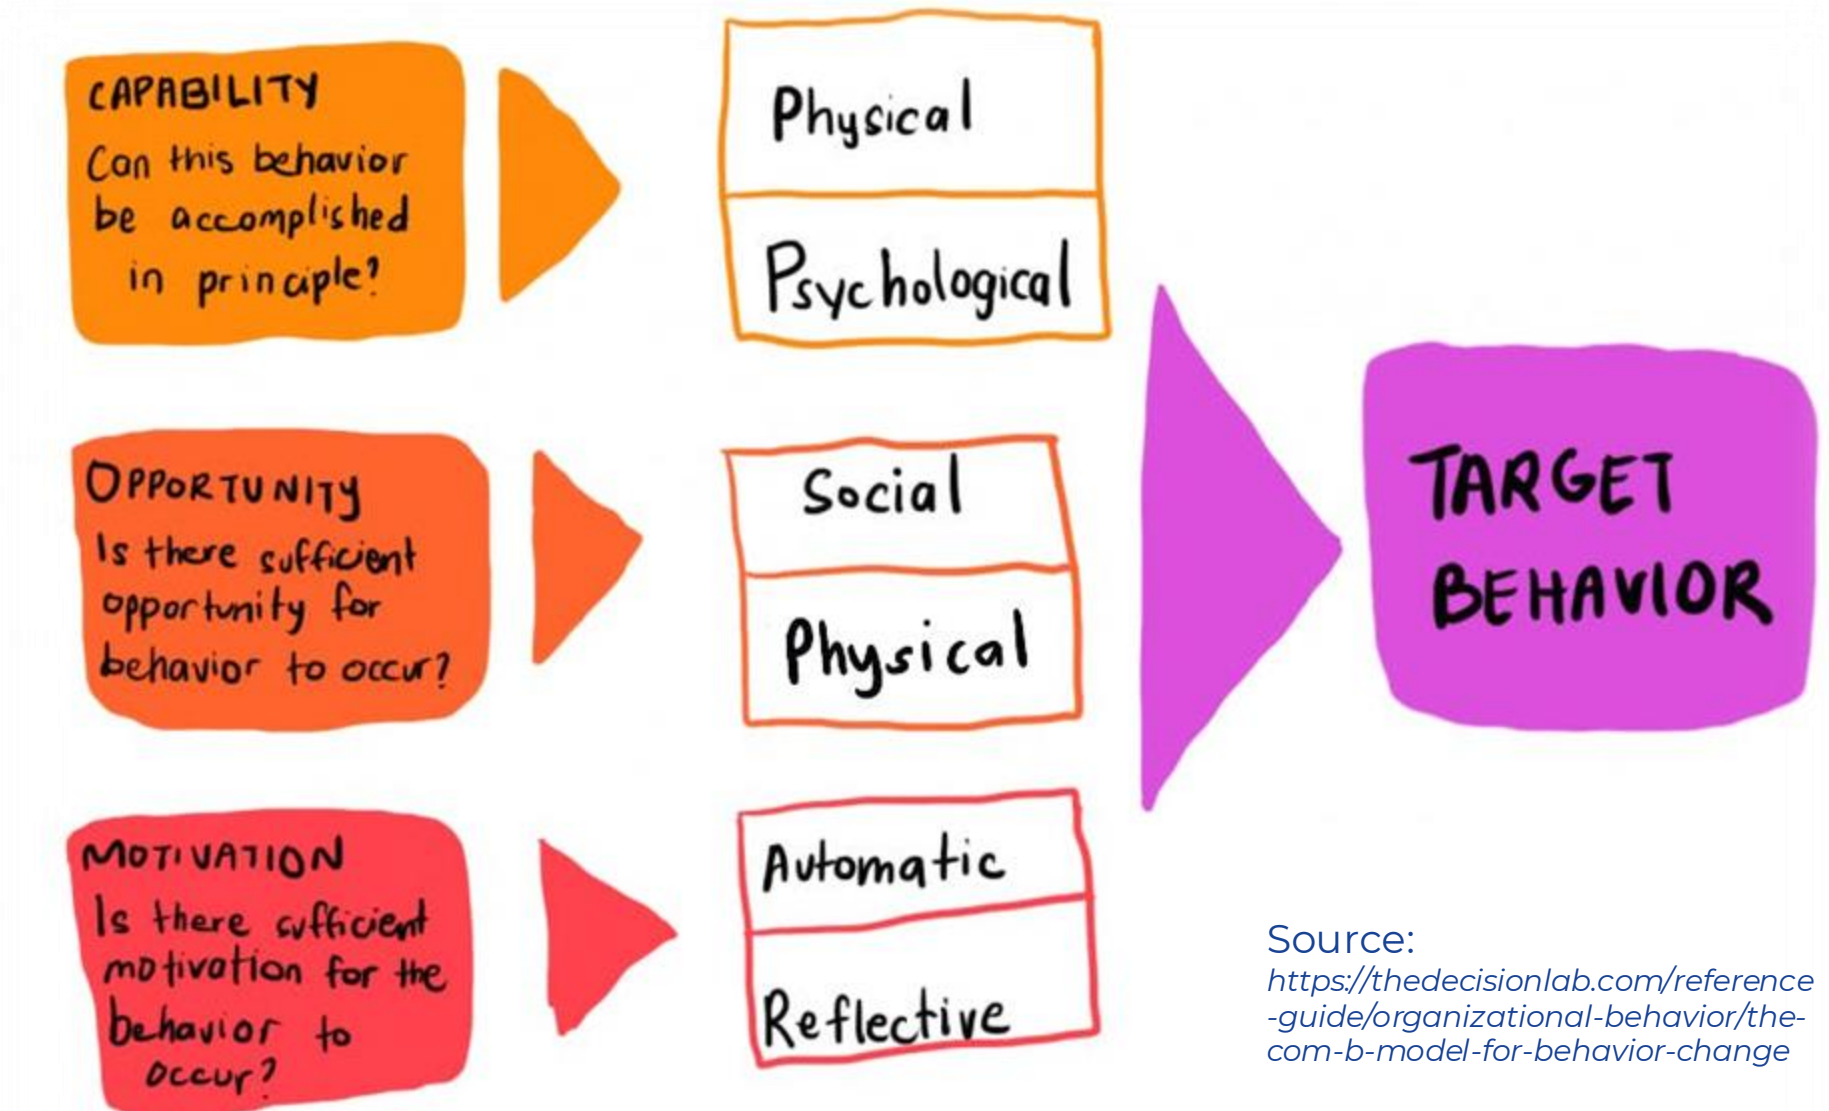 CAPABILITY
Can this behavior
be accomplished
in principle?
Physical
Psychological
OPPORTUNITY
Is there sufficient
opportunity for
behavior to occur?
Social
Physical
MOTIVATION
Is there sufficient
motivation for the
behavior to
occur?
Automatic
Reflective
TARGET
BEHAVIOR
Source:
https://thedecisionlab.com/reference
-guide/organizational-behavior/the-
com-b-model-for-behavior-change